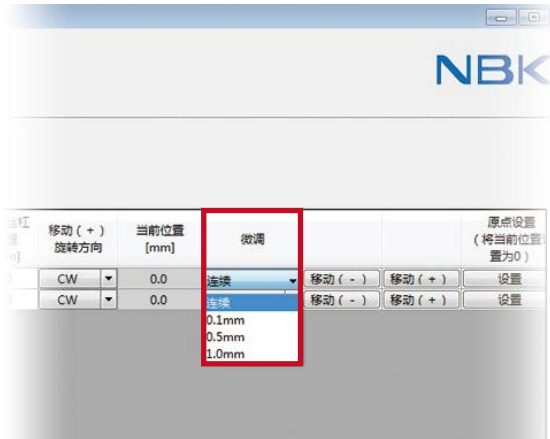 NBK
移动（+）
旋转方向
当前位置
[mm]
微调
原点设置
（将当前位置
置为0）
CW
0.0
连续
移动（-）
移动（+）
设置
CW
0.0
连续
移动（-）
移动（+）
设置
0.1mm
0.5mm
1.0mm